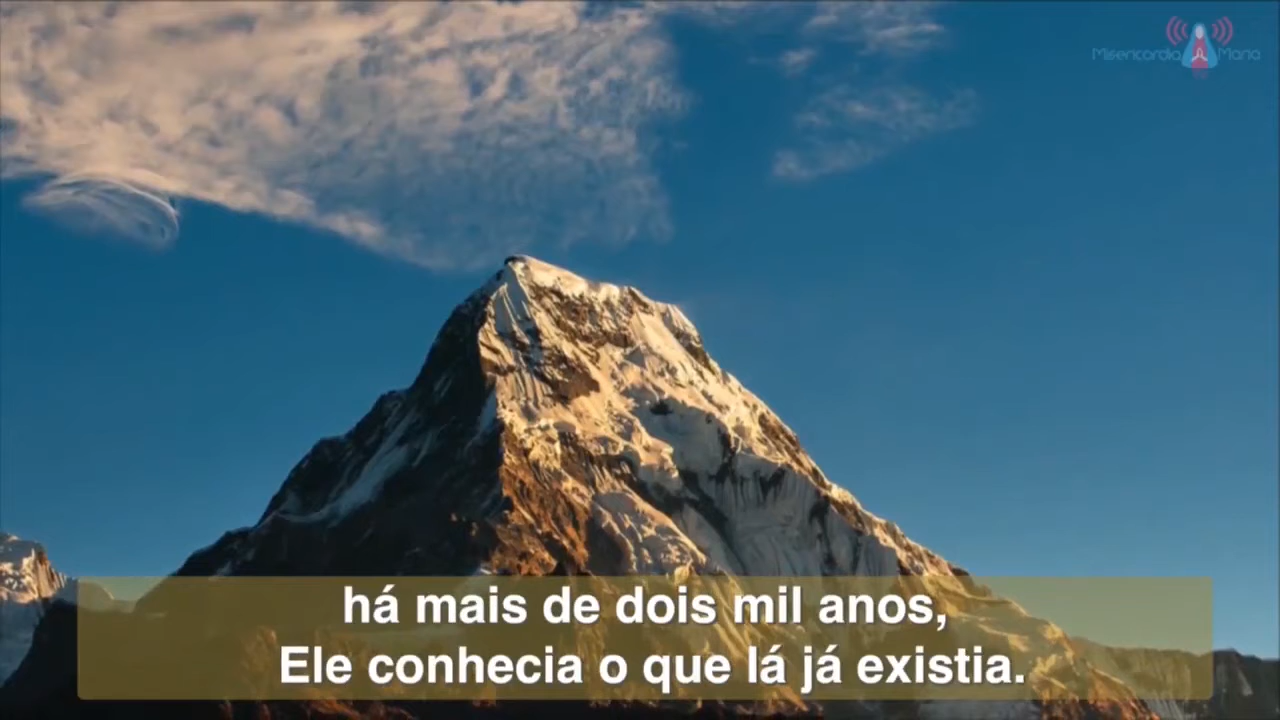 Misericordia Maria
há mais de dois mil anos,
Ele conhecia o que lá já existia.